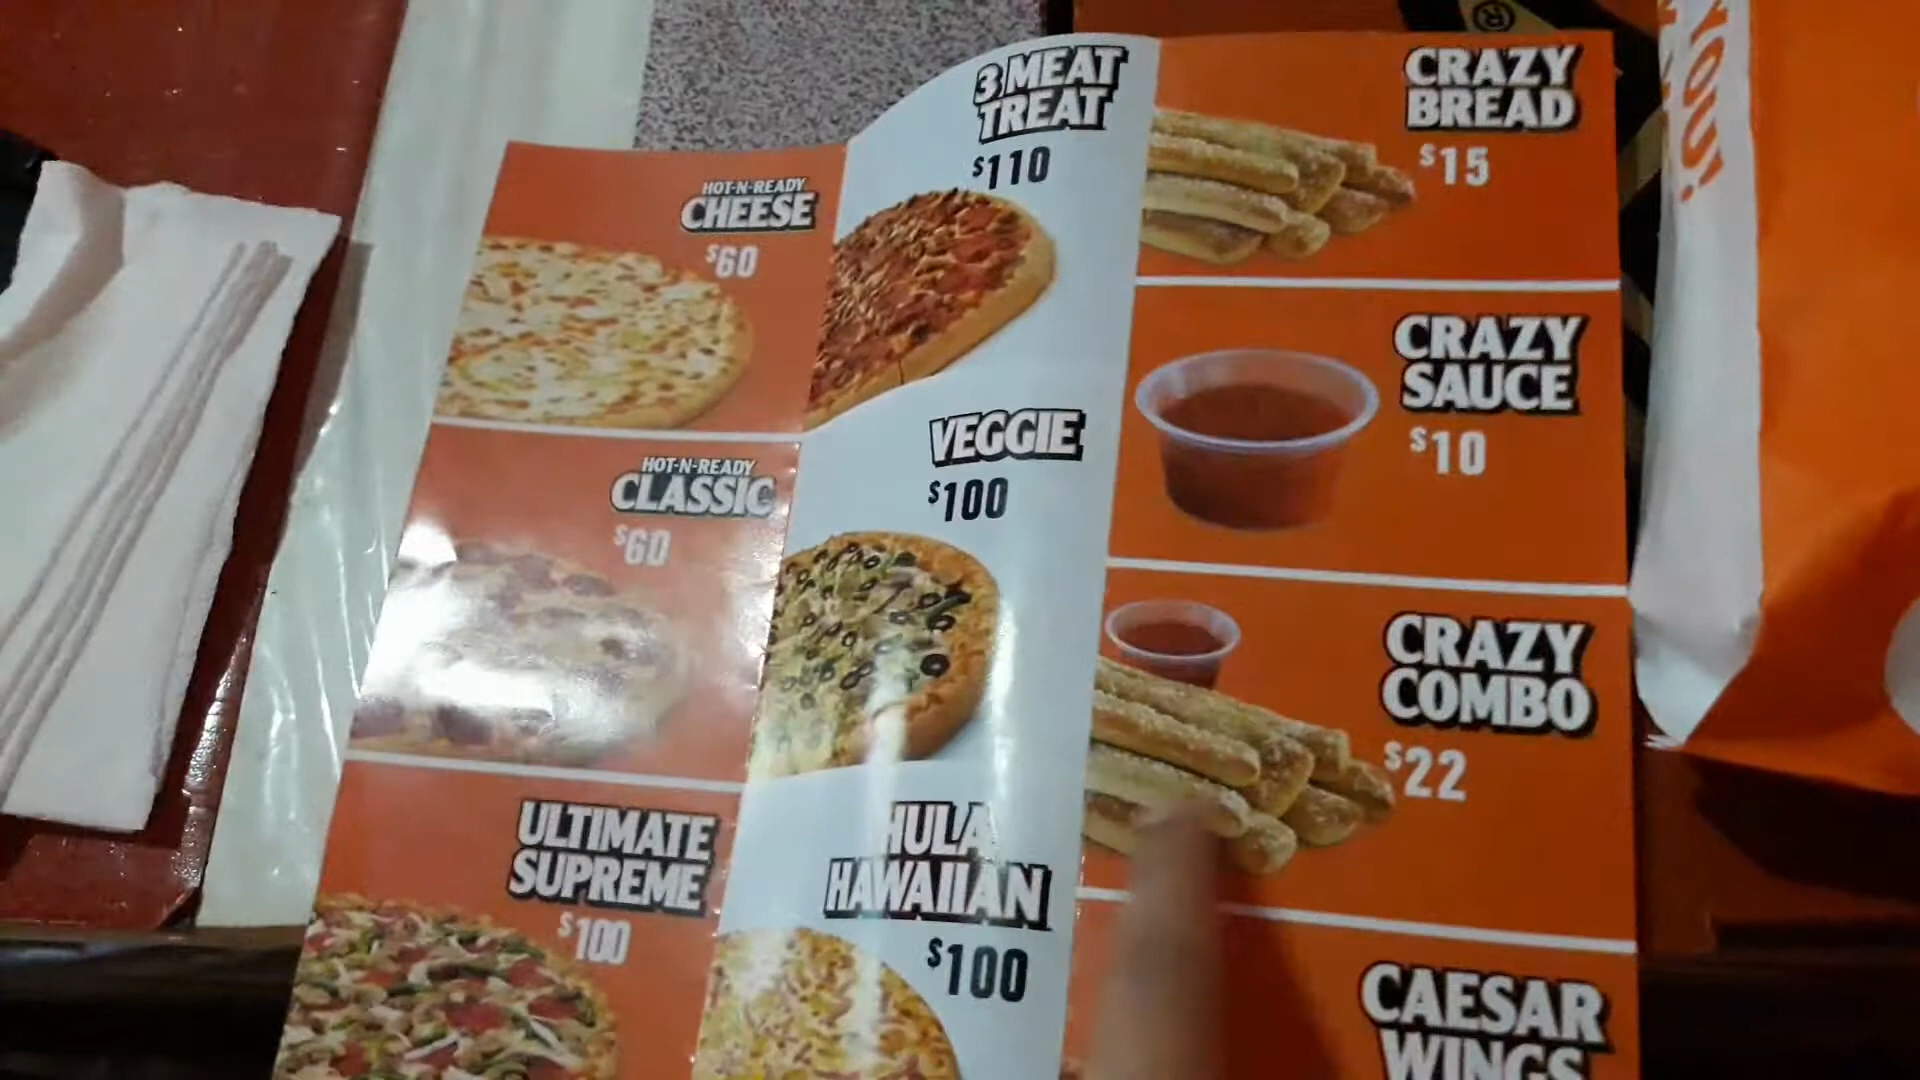 HOT-N-READY
CHEESE
$60
HOT-N-READY
CLASSIC
$60
ULTIMATE
SUPREME
$100
3 MEAT
TREAT
$110
VEGGIE
$100
HULA
HAWAIIAN
$100
CRAZY
BREAD
$15
CRAZY
SAUCE
$10
CRAZY
COMBO
$22
CAESAR
WINGS
®
YOU!